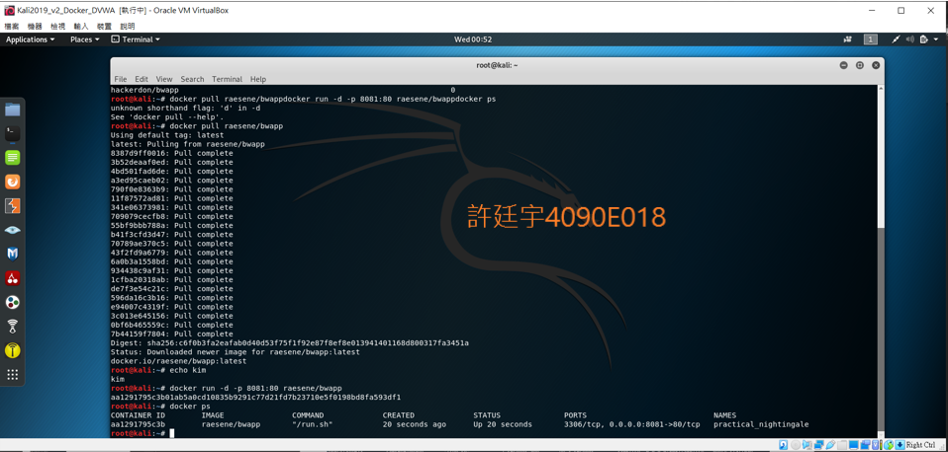 Kali2019_v2_Docker_DVWA [執行中] - Oracle VM VirtualBox
檔案 機器 檢視 輸入 裝置 說明
Applications Places Terminal Wed 00:52 1
root@kali: ~
File Edit View Search Terminal Help
hackerdon/bwapp 0
root@kali:~# docker pull raesene/bwappdocker run -d -p 8081:80 raesene/bwappdocker ps
unknown shorthand flag: 'd' in -d
See 'docker pull --help'.
root@kali:~# docker pull raesene/bwapp
Using default tag: latest
latest: Pulling from raesene/bwapp
8387d9ff0016: Pull complete
3b52deaaf0ed: Pull complete
4bd501fad6de: Pull complete
a3ed95caeb02: Pull complete
790f0e8363b9: Pull complete
11f87572ad81: Pull complete
341e06373981: Pull complete
709079cecfb8: Pull complete
55bf9bbb788a: Pull complete
b41f3cfd3d47: Pull complete
70789ae370c5: Pull complete
43f2fd9a6779: Pull complete
6a0b3a1558bd: Pull complete
934438c9af31: Pull complete
1cfba20318ab: Pull complete
de7f3e54c21c: Pull complete
596da16c3b16: Pull complete
e94007c4319f: Pull complete
3c013e645156: Pull complete
0bf6b465559c: Pull complete
7b44159f7804: Pull complete
Digest: sha256:c6f0b3fa2eafab0d40d53f75f1f92e87f8ef8e013941401168d800317fa3451a
Status: Downloaded newer image for raesene/bwapp:latest
docker.io/raesene/bwapp:latest
root@kali:~# echo kim
kim
root@kali:~# docker run -d -p 8081:80 raesene/bwapp
aa1291795c3b01ab5a0cd10835b9291c77d21fd7b23710e5f0198bd8fa593df1
root@kali:~# docker ps
CONTAINER ID IMAGE COMMAND CREATED STATUS PORTS NAMES
aa1291795c3b raesene/bwapp "/run.sh" 20 seconds ago Up 20 seconds 3306/tcp, 0.0.0.0:8081->80/tcp practical_nightingale
root@kali:~#
許廷宇4090E018
Right Ctrl